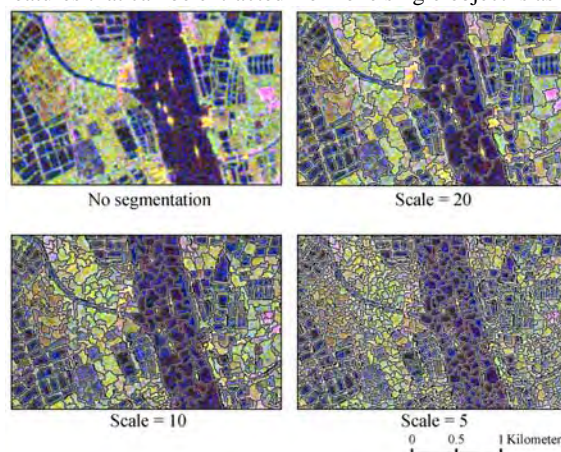 No segmentation
Scale = 20
Scale = 10
Scale = 5
0 0.5 1 Kilometer